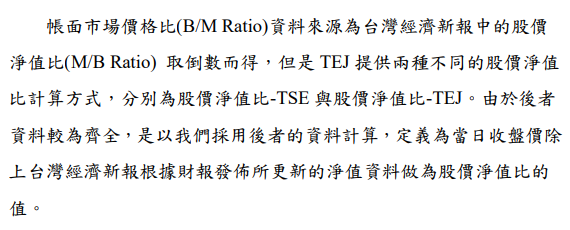 帳面市場價格比(B/M Ratio)資料來源為台灣經濟新報中的股價
淨值比(M/B Ratio) 取倒數而得，但是 TEJ 提供兩種不同的股價淨值
比計算方式，分別為股價淨值比-TSE 與股價淨值比-TEJ。由於後者
資料較為齊全，是以我們採用後者的資料計算，定義為當日收盤價除
上台灣經濟新報根據財報發佈所更新的淨值資料做為股價淨值比的
值。